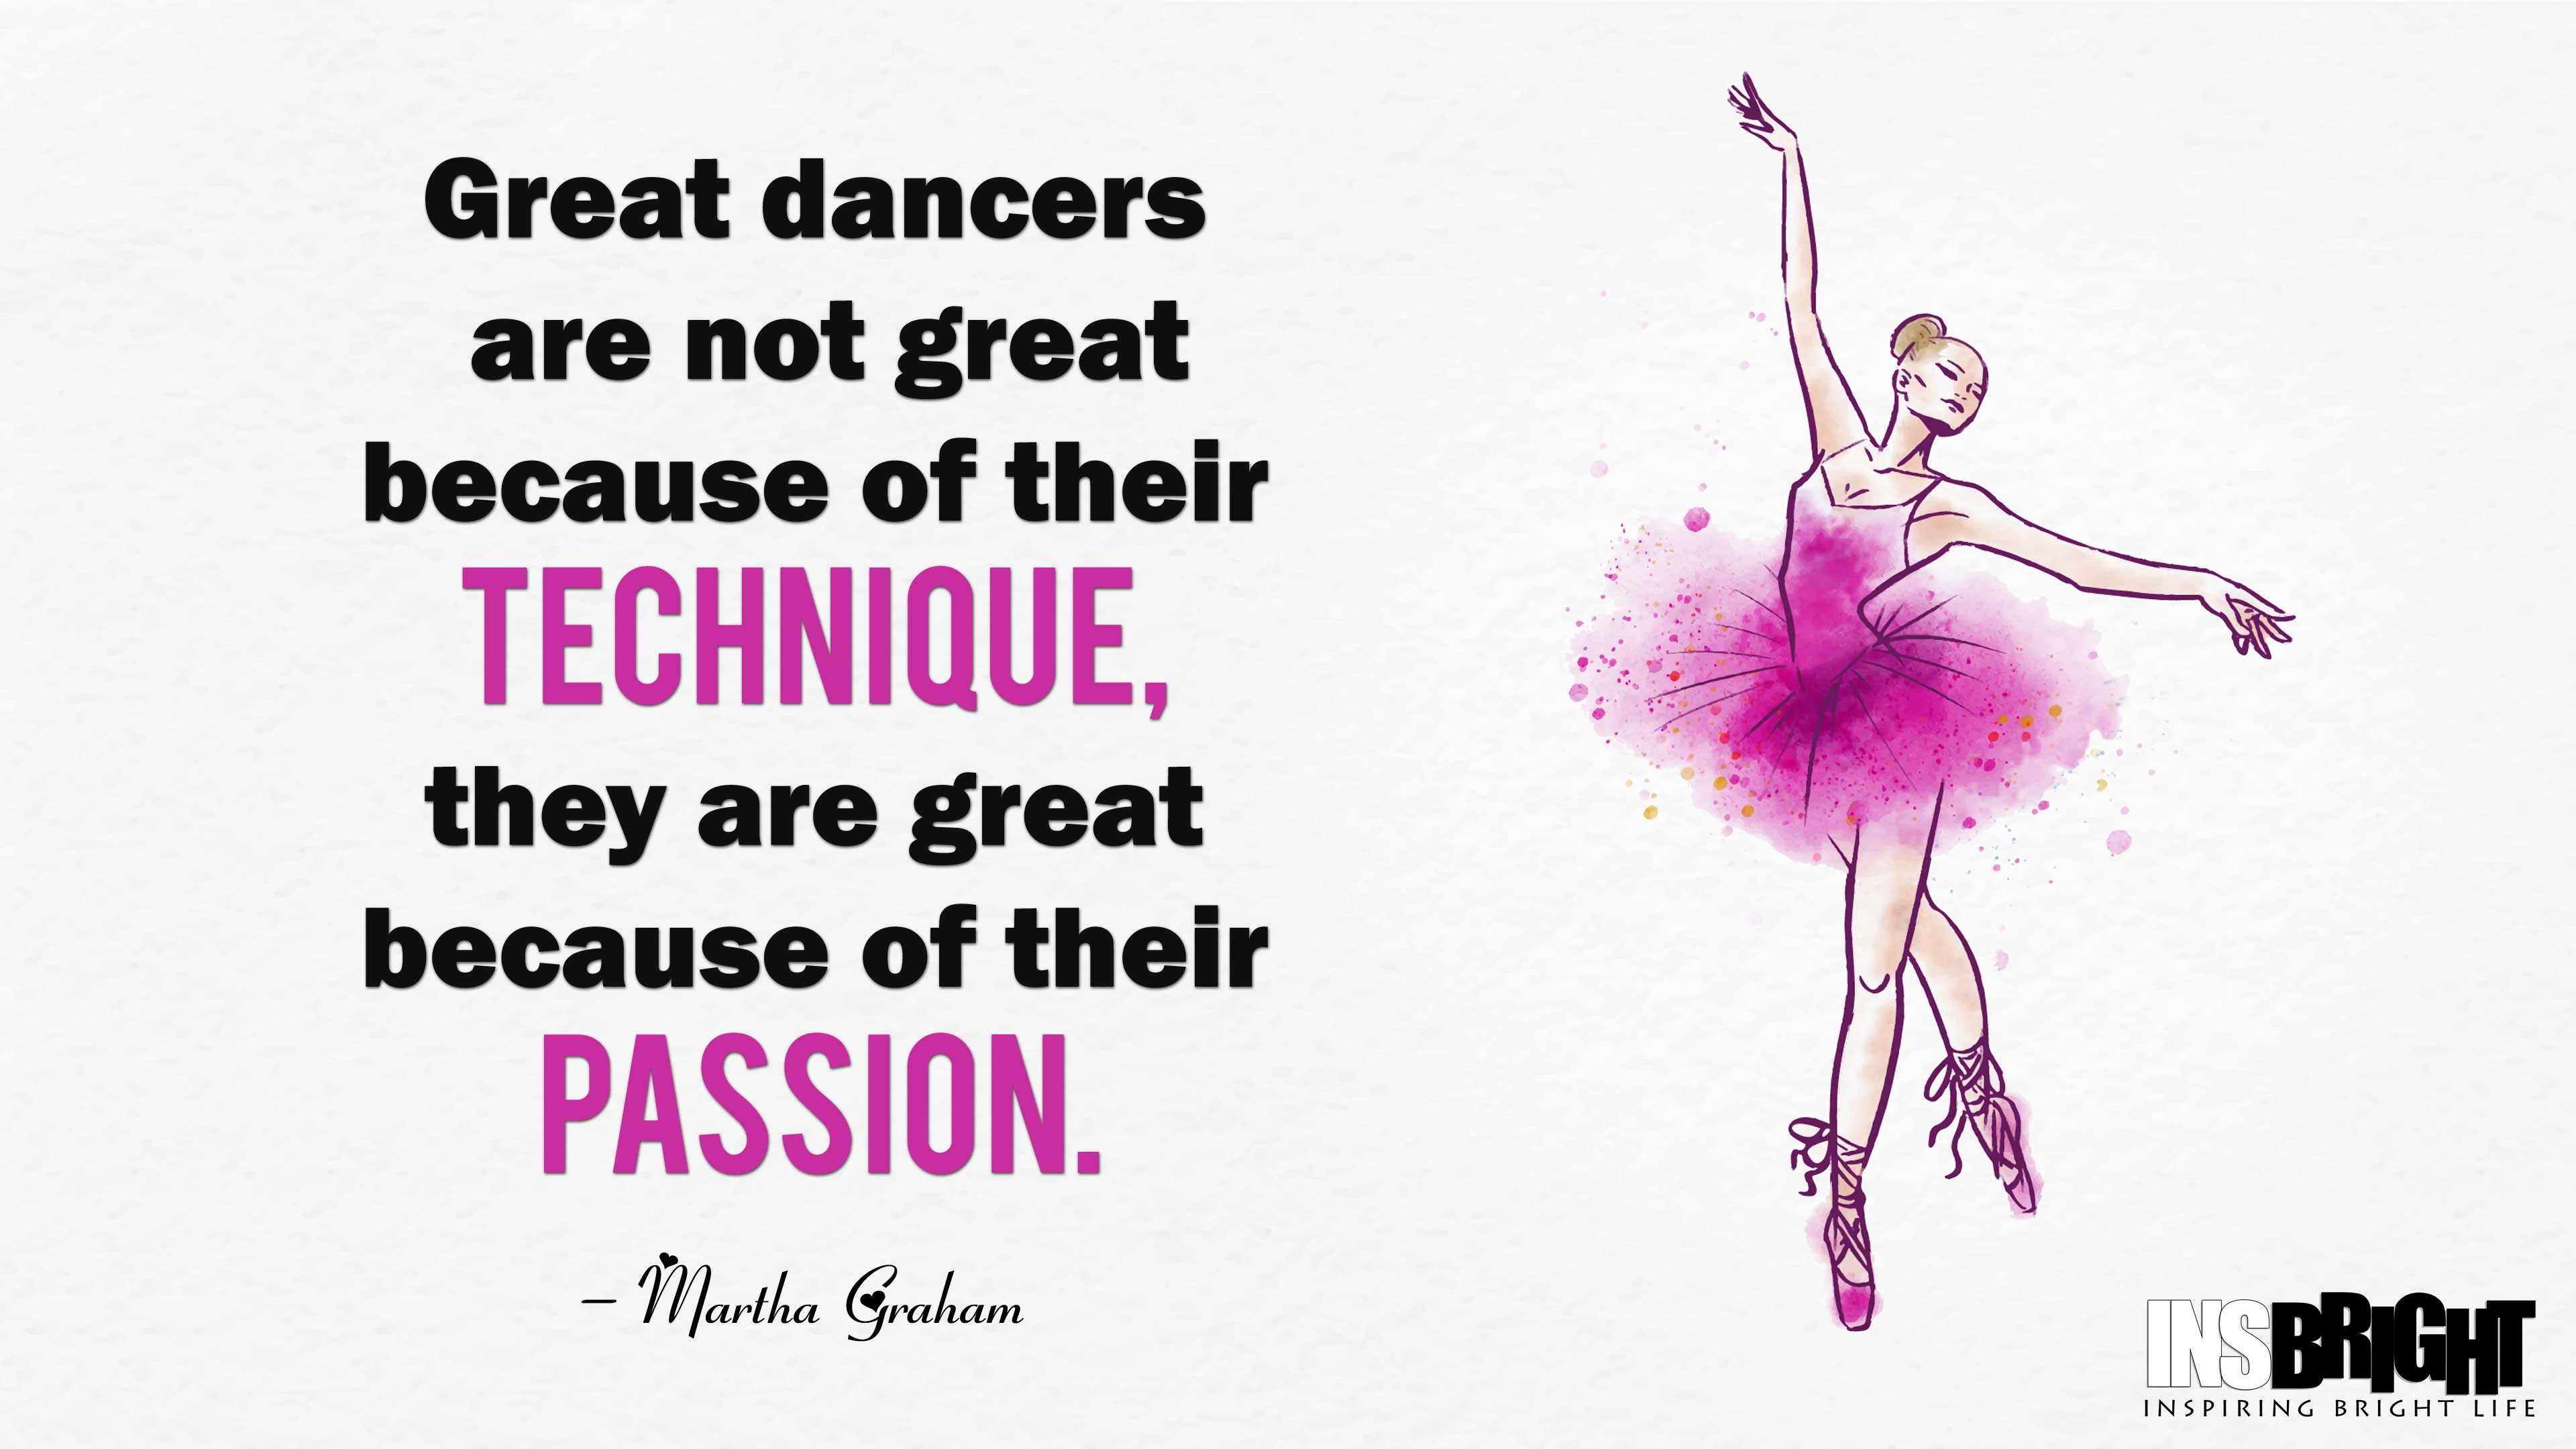 Great dancers
are not great
because of their
TECHNIQUE,
they are great
because of their
PASSION.
– Martha Graham
INSBRIGHT
INSPIRING BRIGHT LIFE